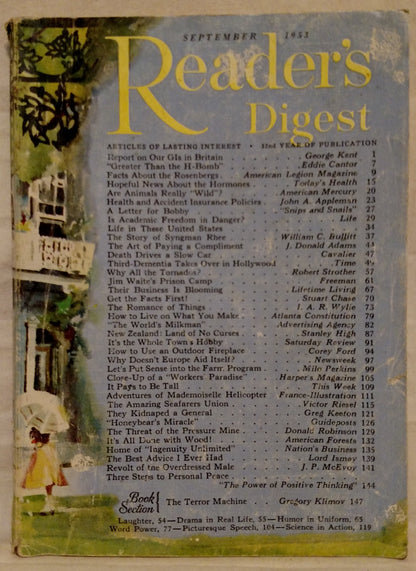 SEPTEMBER 1953
Reader's
Digest
ARTICLES OF LASTING INTEREST • 32nd YEAR OF PUBLICATION
Report on Our GIs in Britain . . . . . George Kent 1
"Greater Than the H-Bomb" . . . . . Eddie Cantor 7
Facts About the Rosenbergs . American Legion Magazine 9
Hopeful News About the Hormones . Today's Health 15
Are Animals Really "Wild"? . . . American Mercury 20
Health and Accident Insurance Policies . John A. Appleman 23
A Letter for Bobby . . . . . "Snips and Snails" 27
Is Academic Freedom in Danger? . . . . . Life 29
Life in These United States . . . . . 34
The Story of Syngman Rhee . . . William C. Bullitt 37
The Art of Paying a Compliment . . J. Donald Adams 44
Death Drives a Slow Car . . . . . Cavalier 47
Third-Dementia Takes Over in Hollywood . . . Time
Why All the Tornados? . . . . . Robert Strother 57
Jim Waite's Prison Camp . . . . . Freeman 61
Their Business Is Blooming . . . Lifetime Living 67
Get the Facts First! . . . . . Stuart Chase 70
The Romance of Things . . . . . I. A. R. Wylie 73
How to Live on What You Make . Atlanta Constitution 79
"The World's Milkman" . . . . Advertising Agency 82
New Zealand: Land of No Curses . . . Stanley High 87
It's the Whole Town's Hobby . . . Saturday Review 91
How to Use an Outdoor Fireplace . . . Corey Ford 94
Why Doesn't Europe Aid Itself? . . . . Newsweek 97
Let's Put Sense into the Farm Program . Milo Perkins 99
Close-Up of a "Workers Paradise" . Harper's Magazine 105
It Pays to Be Tall . . . . . This Week 109
Adventures of Mademoiselle Helicopter . France-Illustration 111
The Amazing Seafarers Union . . . Victor Riesel 115
They Kidnaped a General . . . . . Greg Keeton 121
"Honeybear's Miracle" . . . . . Guideposts 126
The Threat of the Pressure Mine . Donald Robinson 129
It's All Done with Wood! . . . American Forests 132
Home of "Ingenuity Unlimited" . . Nation's Business 135
The Best Advice I Ever Had . . . . Lord Ismay 139
Revolt of the Overdressed Male . . . J. P. McEvoy 141
Three Steps to Personal Peace .
"The Power of Positive Thinking" 144
Book Section { The Terror Machine . Gregory Klimov 147
Laughter, 54—Drama in Real Life, 55—Humor in Uniform, 65
Word Power, 77—Picturesque Speech, 104—Science in Action, 119